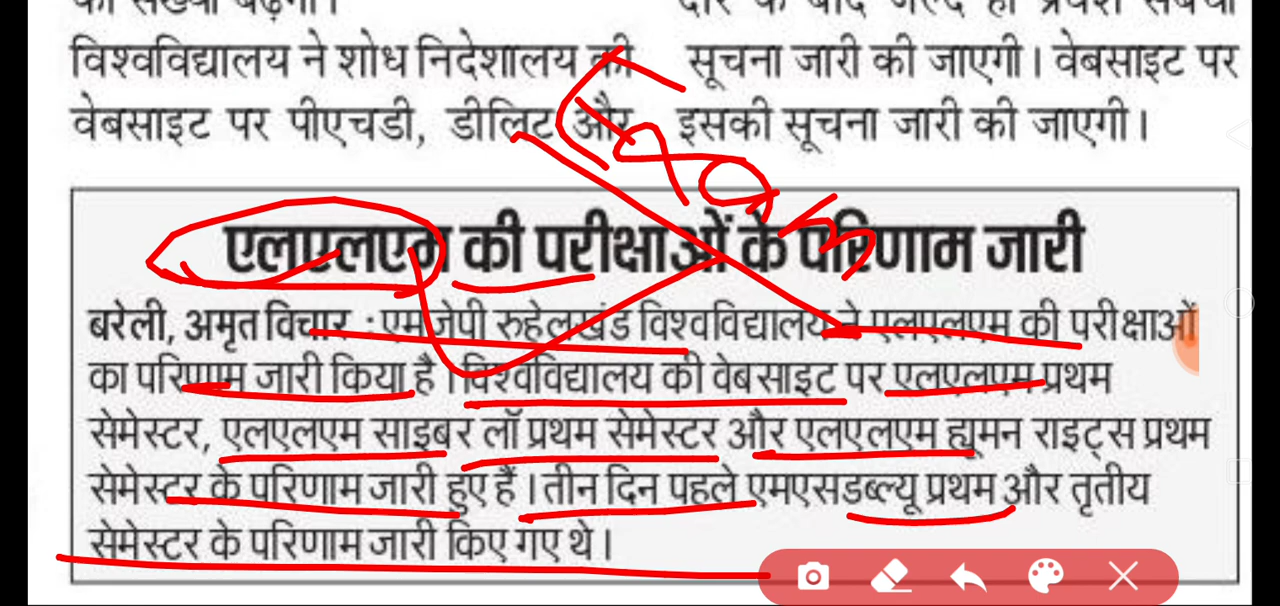 की संख्या बढ़ेगी।
विश्वविद्यालय ने शोध निदेशालय की
वेबसाइट पर पीएचडी, डीलिट और
सूचना जारी की जाएगी। वेबसाइट पर
इसकी सूचना जारी की जाएगी।
Exam
एलएलएम की परीक्षाओं के परिणाम जारी
बरेली, अमृत विचार : एमजेपी रुहेलखंड विश्वविद्यालय ने एलएलएम की परीक्षाओं
का परिणाम जारी किया है। विश्वविद्यालय की वेबसाइट पर एलएलएम प्रथम
सेमेस्टर, एलएलएम साइबर लॉ प्रथम सेमेस्टर और एलएलएम ह्यूमन राइट्स प्रथम
सेमेस्टर के परिणाम जारी हुए हैं। तीन दिन पहले एमएसडब्ल्यू प्रथम और तृतीय
सेमेस्टर के परिणाम जारी किए गए थे।